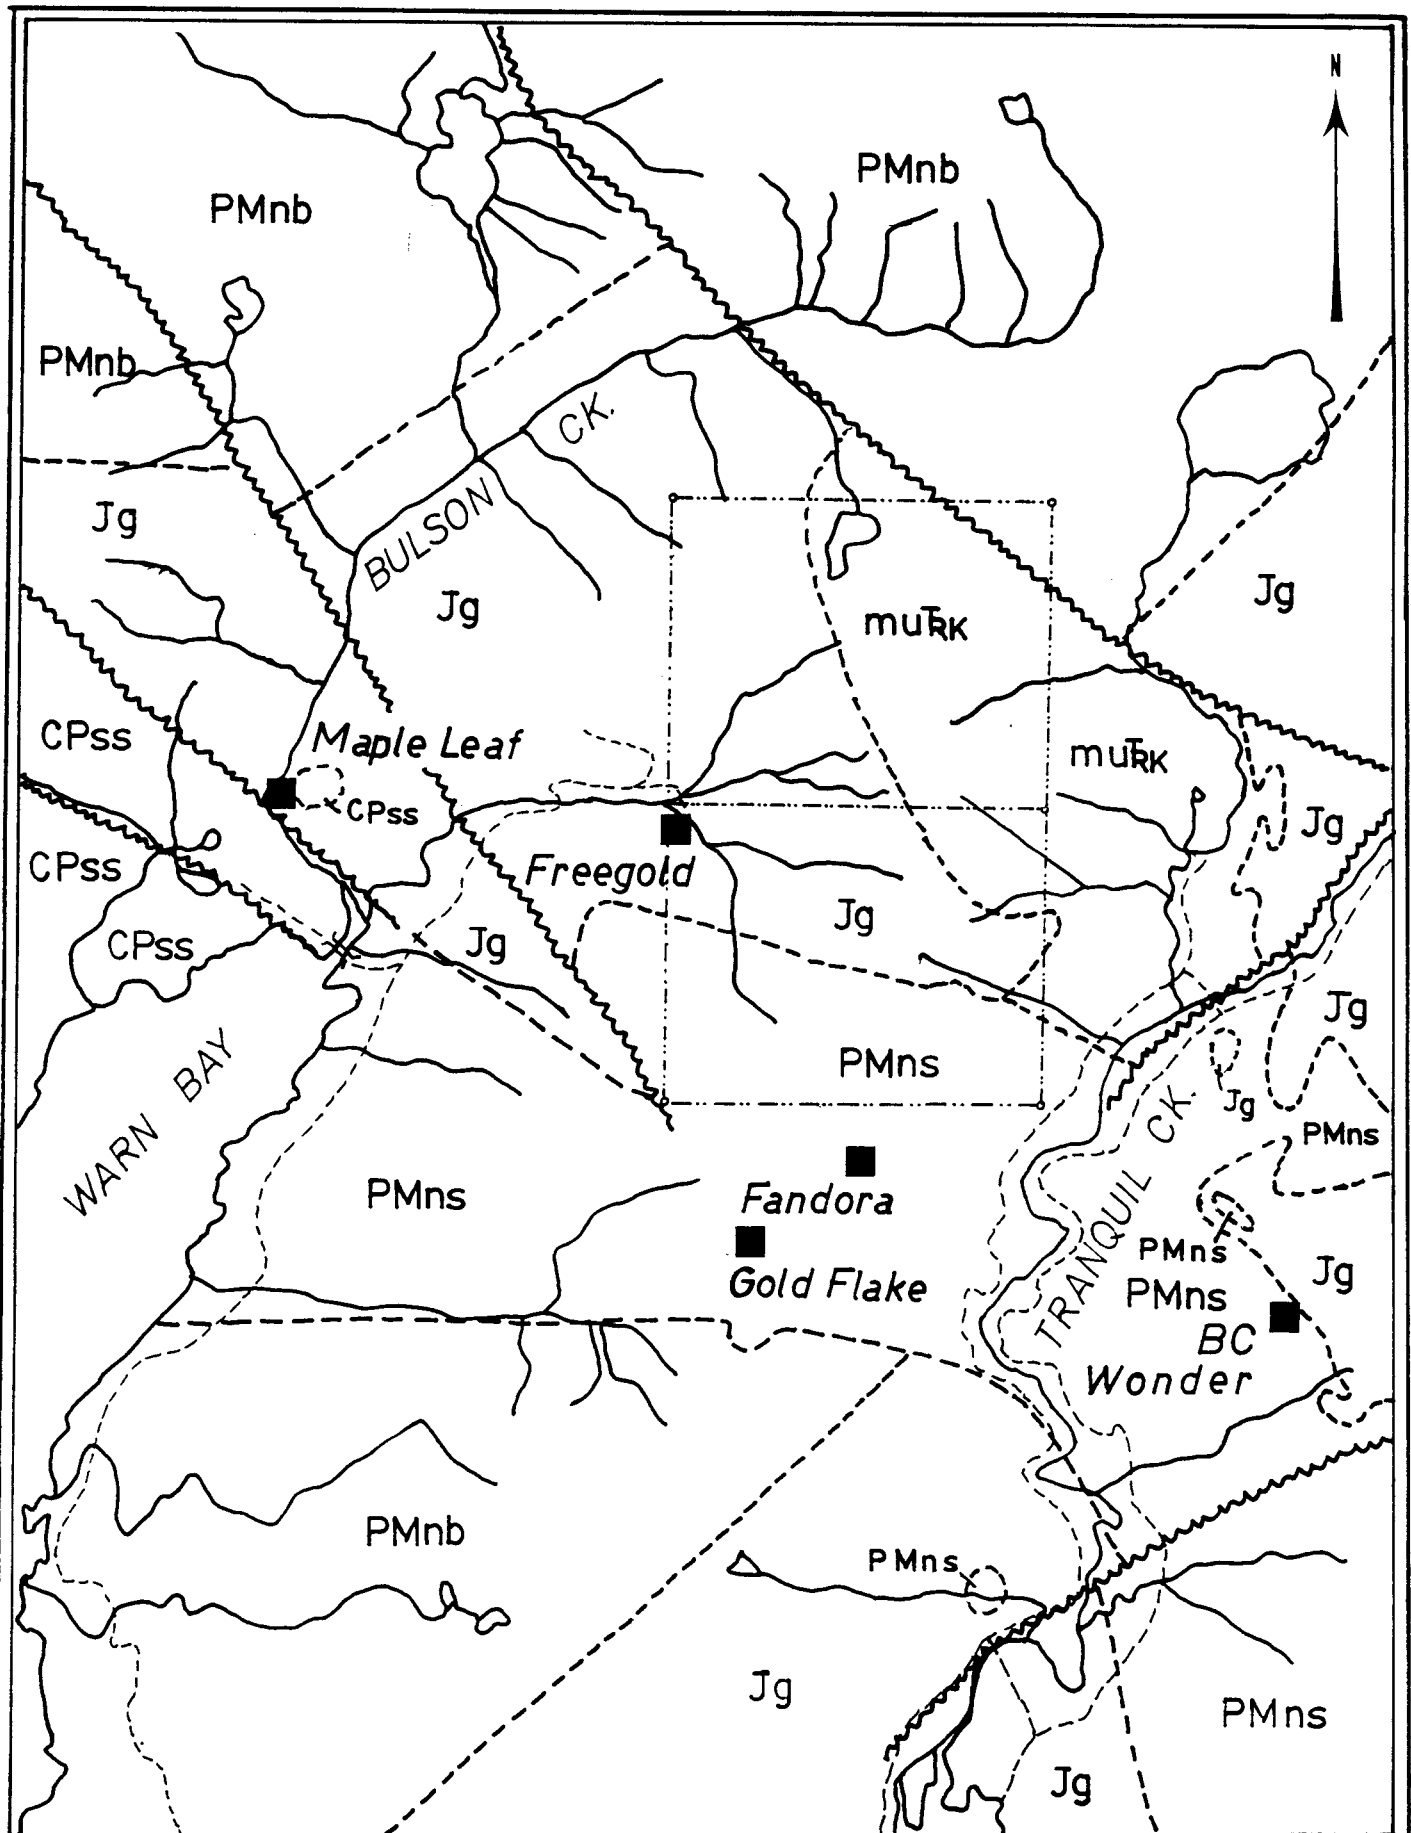 N
PMnb
PMnb
PMnb
CK.
BULSON
Jg
Jg
Jg
muTRK
muTRK
CPss
Maple Leaf
CPss
Jg
CPss
Freegold
Jg
CPss
Jg
Jg
WARN BAY
PMns
Jg
TRANQUIL CK.
PMns
Fandora
PMns
Gold Flake
PMns
PMns
Jg
BC
Wonder
PMnb
PMns
Jg
PMns
Jg